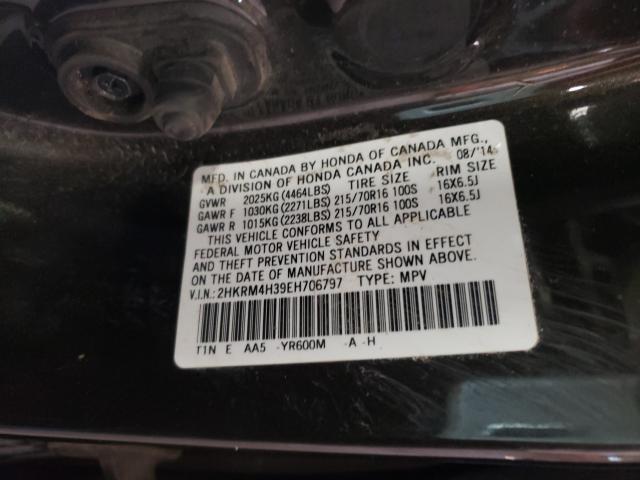 MFD. IN CANADA BY HONDA OF CANADA MFG.,
A DIVISION OF HONDA CANADA INC. 08/'14
GVWR 2025KG (4464LBS) TIRE SIZE RIM SIZE
GAWR F 1030KG (2271LBS) 215/70R16 100S 16X6.5J
GAWR R 1015KG (2238LBS) 215/70R16 100S 16X6.5J
THIS VEHICLE CONFORMS TO ALL APPLICABLE
FEDERAL MOTOR VEHICLE SAFETY
AND THEFT PREVENTION STANDARDS IN EFFECT
ON THE DATE OF MANUFACTURE SHOWN ABOVE.
V.I.N.: 2HKRM4H39EH706797 TYPE: MPV
T1N E AA5 -YR600M -A -H